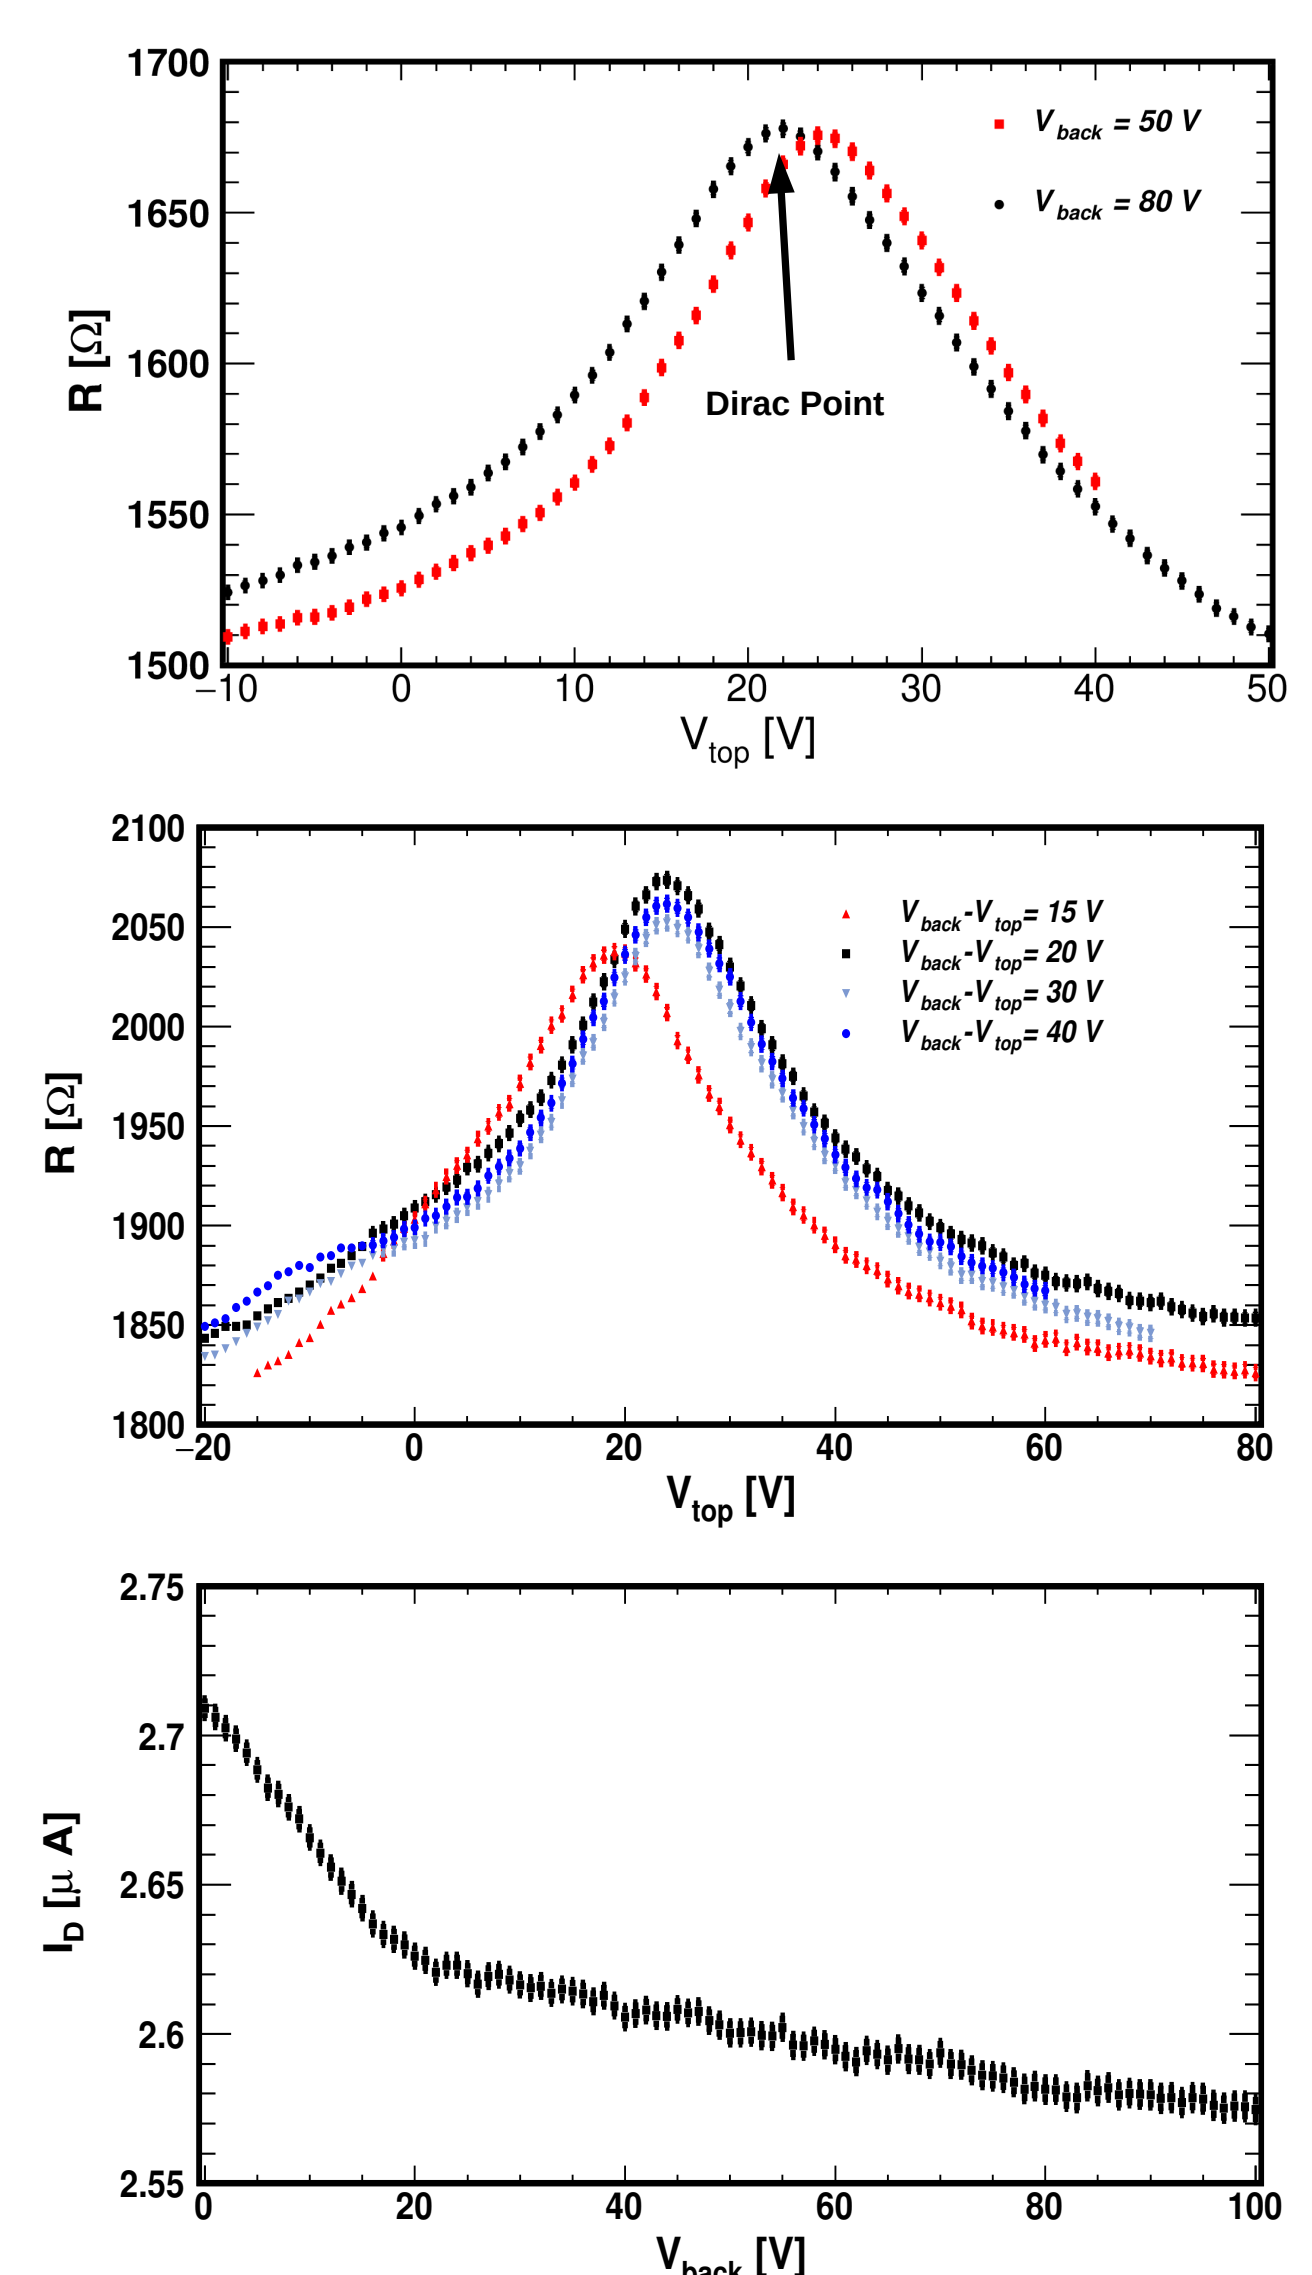 1700
1650
1600
1550
1500
R [Ω]
V back = 50 V
V back = 80 V
Dirac Point
−10 0 10 20 30 40 50
V top [V]
2100
2050
2000
1950
1900
1850
1800
R [Ω]
V back-V top= 15 V
V back-V top= 20 V
V back-V top= 30 V
V back-V top= 40 V
−20 0 20 40 60 80
V top [V]
2.75
2.7
2.65
2.6
2.55
I D [μ A]
0 20 40 60 80 100
V back [V]